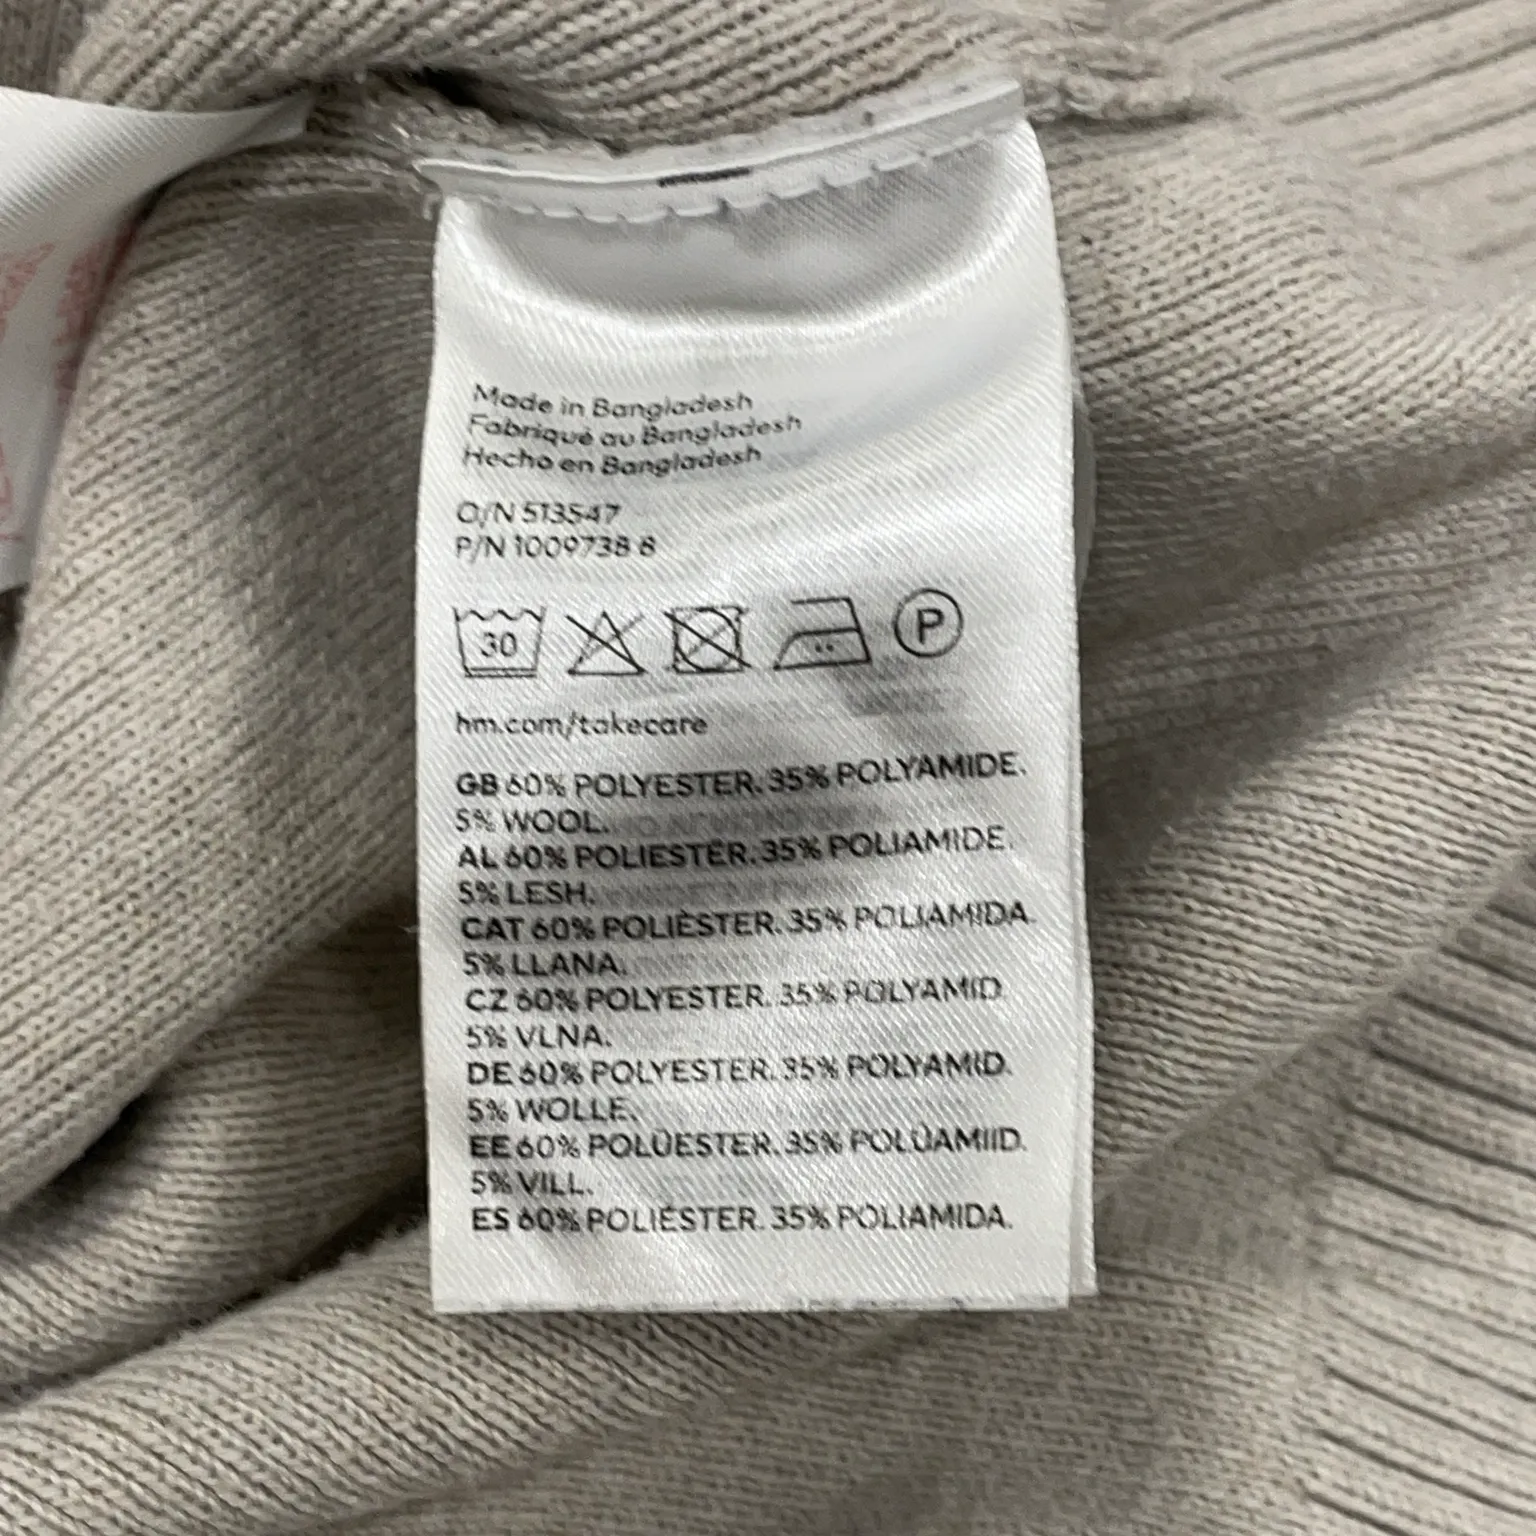 Made in Bangladesh
Fabriqué au Bangladesh
Hecho en Bangladesh
O/N 513547
P/N 1009738 8
30
P
hm.com/takecare
GB 60% POLYESTER. 35% POLYAMIDE.
5% WOOL.
AL 60% POLIESTËR. 35% POLIAMIDE.
5% LESH.
CAT 60% POLIÈSTER. 35% POLIAMIDA.
5% LLANA.
CZ 60% POLYESTER. 35% POLYAMID
5% VLNA.
DE 60% POLYESTER. 35% POLYAMID.
5% WOLLE.
EE 60% POLÜESTER. 35% POLÜAMIID.
5% VILL.
ES 60% POLIÉSTER. 35% POLIAMIDA.